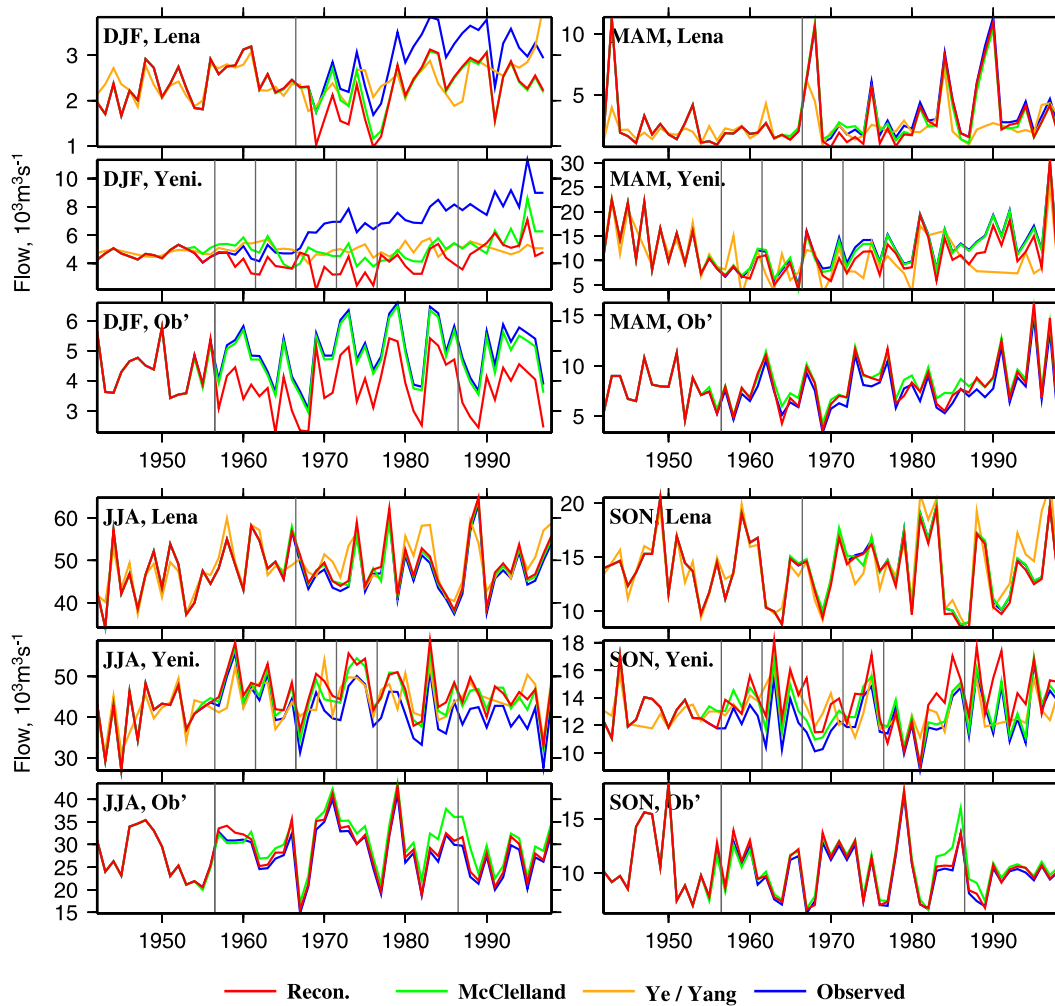 DJF, Lena
3
2
1
MAM, Lena
10
5
DJF, Yeni.
10
8
6
4
MAM, Yeni.
30
25
20
15
10
5
DJF, Ob’
6
5
4
3
MAM, Ob’
15
10
5
Flow, 10³m³s⁻¹
1950 1960 1970 1980 1990
1950 1960 1970 1980 1990
JJA, Lena
60
50
40
SON, Lena
20
15
10
JJA, Yeni.
50
40
30
SON, Yeni.
18
16
14
12
10
JJA, Ob’
40
35
30
25
20
15
SON, Ob’
15
10
Flow, 10³m³s⁻¹
1950 1960 1970 1980 1990
1950 1960 1970 1980 1990
Recon. McClelland Ye / Yang Observed